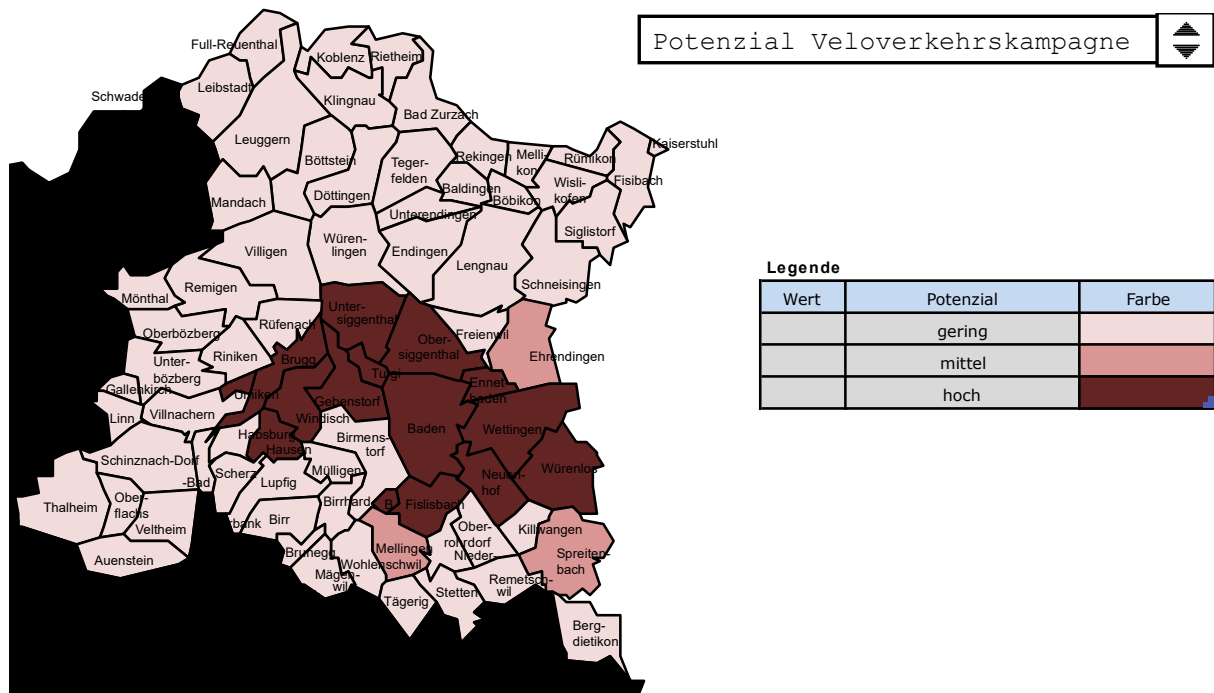 Potenzial Veloverkehrskampagne
Full-Reuenthal
Koblenz
Rietheim
Leibstadt
Schwade
Klingnau
Bad Zurzach
Leuggern
Kaiserstuhl
Böttstein
Teger-
felden
Rekingen
Melli-
kon
Rümikon
Mandach
Döttingen
Baldingen
Böbikon
Wisli-
kofen
Fisibach
Unterendingen
Siglistorf
Villigen
Würen-
lingen
Endingen
Lengnau
Schneisingen
Mönthal
Remigen
Oberbözberg
Rüfenach
Unter-
siggenthal
Ober-
siggenthal
Freienwil
Ehrendingen
Unter-
bözberg
Riniken
Brugg
Turgi
Ennet-
baden
Gallenkirch
Umiken
Gebenstorf
Linn
Villnachern
Windisch
Baden
Wettingen
Habsburg
Hausen
Birmens-
torf
Schinznach-Dorf
-Bad
Scherz
Lupfig
Mülligen
Neuen-
hof
Würenlos
Thalheim
Ober-
flachs
Veltheim
rbank
Birr
Birrhard
B
Fislisbach
Ober-
rohrdorf
Nieder-
Killwangen
Auenstein
Brunegg
Mägen-
wil
Wohlenschwil
Mellingen
Spreiten-
bach
Tägerig
Stetten
Remetsch-
wil
Berg-
dietikon
Legende
Wert Potenzial Farbe
gering
mittel
hoch